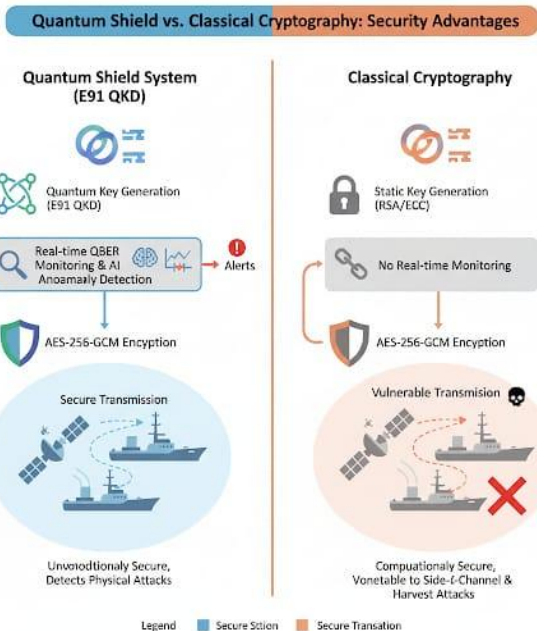 Quantum Shield vs. Classical Cryptography: Security Advantages
Quantum Shield System
(E91 QKD)
Quantum Key Generation
(E91 QKD)
Real-time QBER
Monitoring & AI
Anoamaly Detection
Alerts
AES-256-GCM Encyption
Secure Transmission
Unvonodtionaly Secure,
Detects Physical Attacks
Classical Cryptography
Static Key Generation
(RSA/ECC)
No Real-time Monitoring
AES-256-GCM Encyption
Vulnerable Transmision
Compuationaly Secure,
Vonetable to Side-t-Channel &
Harvest Attacks
Legend
Secure Sttion
Secure Transation